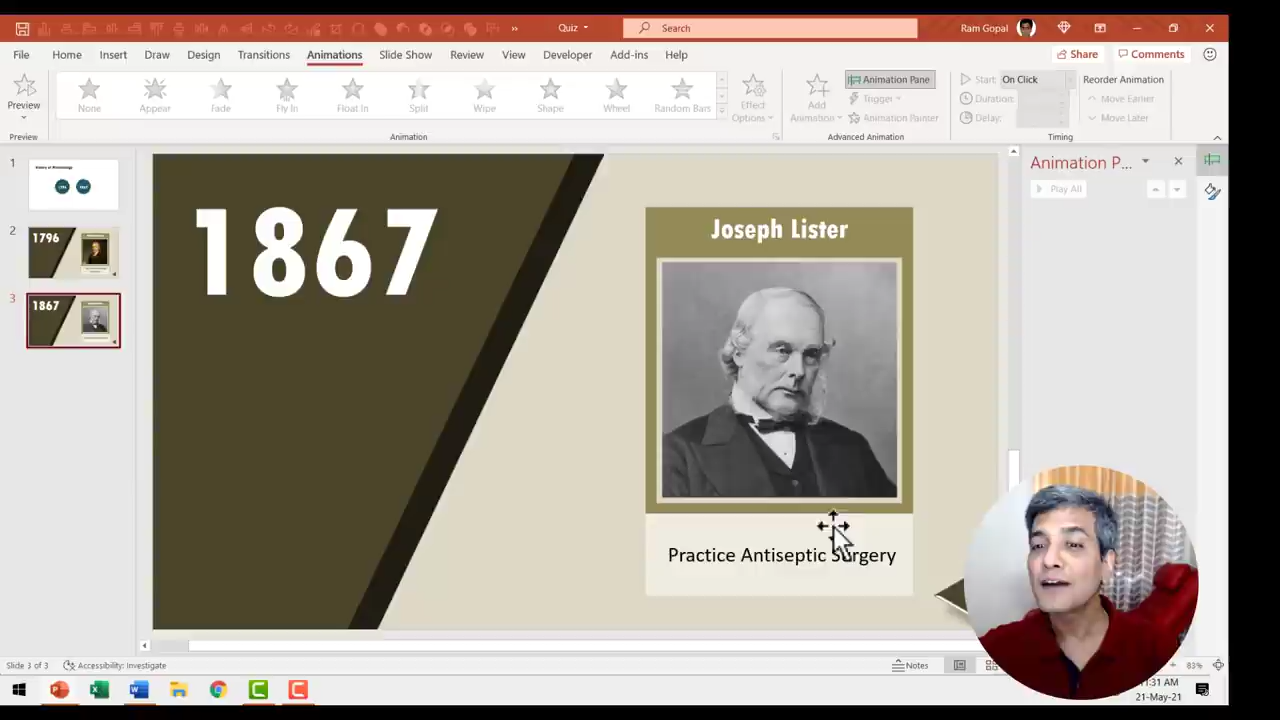 Quiz
Search
Ram Gopal
File Home Insert Draw Design Transitions Animations Slide Show Review View Developer Add-ins Help
Share Comments
Preview
None Appear Fade Fly In Float In Split Wipe Shape Wheel Random Bars
Effect Options
Add Animation
Animation Pane
Trigger
Animation Painter
Start: On Click
Duration:
Delay:
Reorder Animation
Move Earlier
Move Later
Preview Animation Advanced Animation Timing
1
2
1796
3
1867
1867
Joseph Lister
Practice Antiseptic Surgery
Animation P...
Play All
Slide 3 of 3 Accessibility: Investigate
Notes
83%
:31 AM
21-May-21